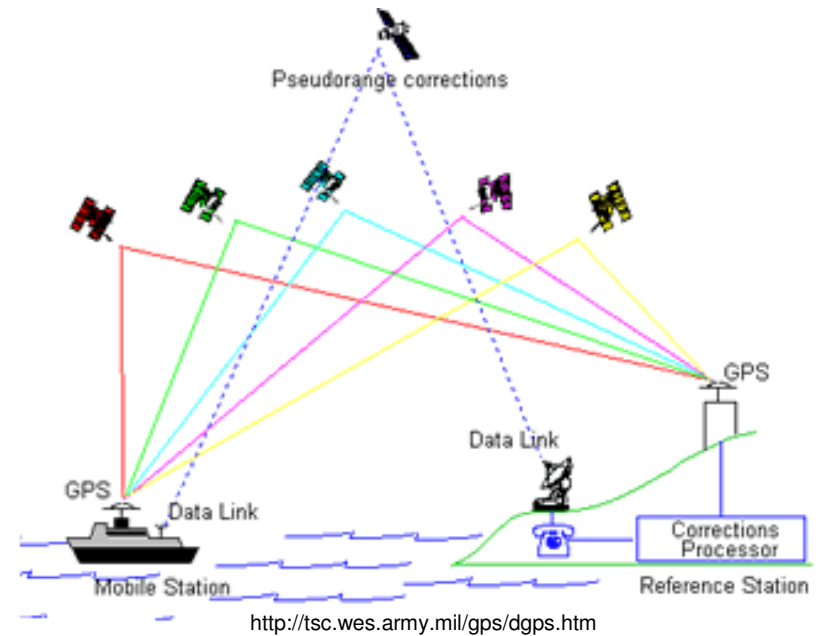 Pseudorange corrections
GPS
Data Link
GPS
Data Link
Corrections
Processor
Mobile Station
Reference Station
http://tsc.wes.army.mil/gps/dgps.htm